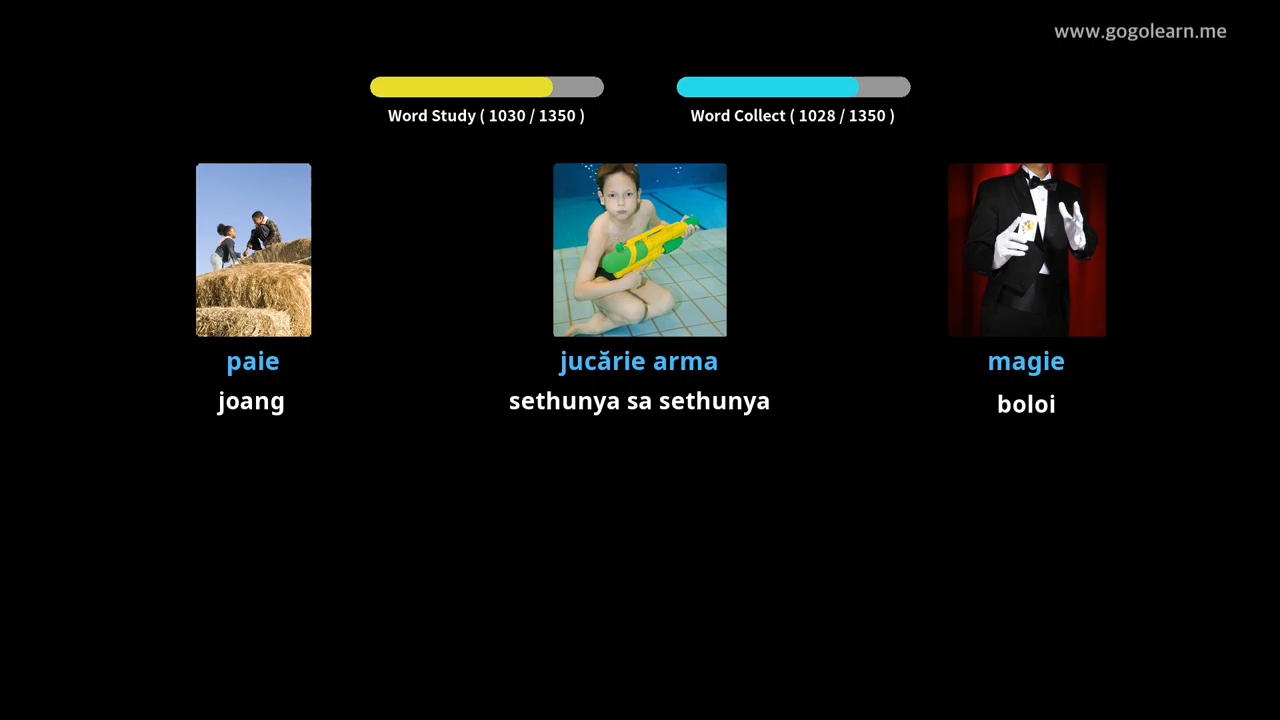 www.gogolearn.me
Word Study ( 1030 / 1350 )
Word Collect ( 1028 / 1350 )
paie
jucărie arma
magie
joang
sethunya sa sethunya
boloi